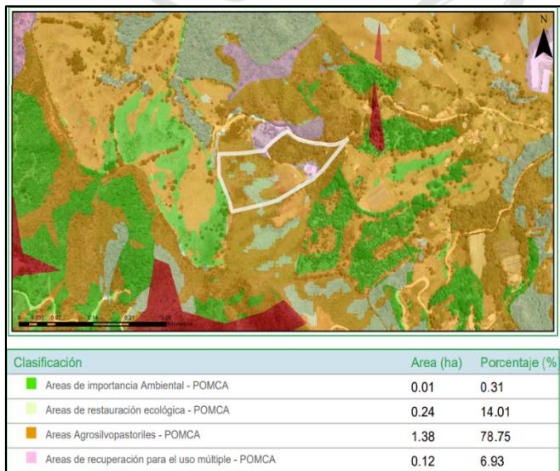 N
Clasificación Area (ha) Porcentaje (%
Areas de importancia Ambiental - POMCA 0.01 0.31
Areas de restauración ecológica - POMCA 0.24 14.01
Areas Agrosilvopastoriles - POMCA 1.38 78.75
Areas de recuperación para el uso múltiple - POMCA 0.12 6.93